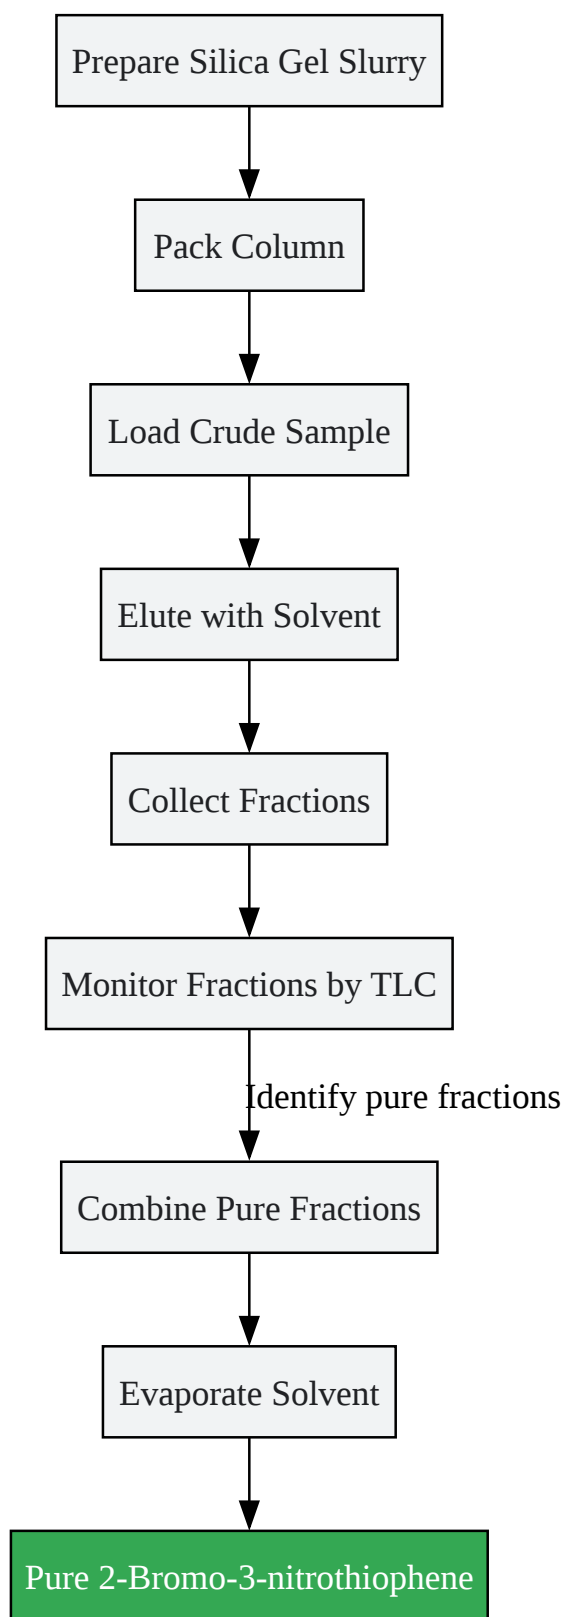 Prepare Silica Gel Slurry
Pack Column
Load Crude Sample
Elute with Solvent
Collect Fractions
Monitor Fractions by TLC
Identify pure fractions
Combine Pure Fractions
Evaporate Solvent
Pure 2-Bromo-3-nitrothiophene